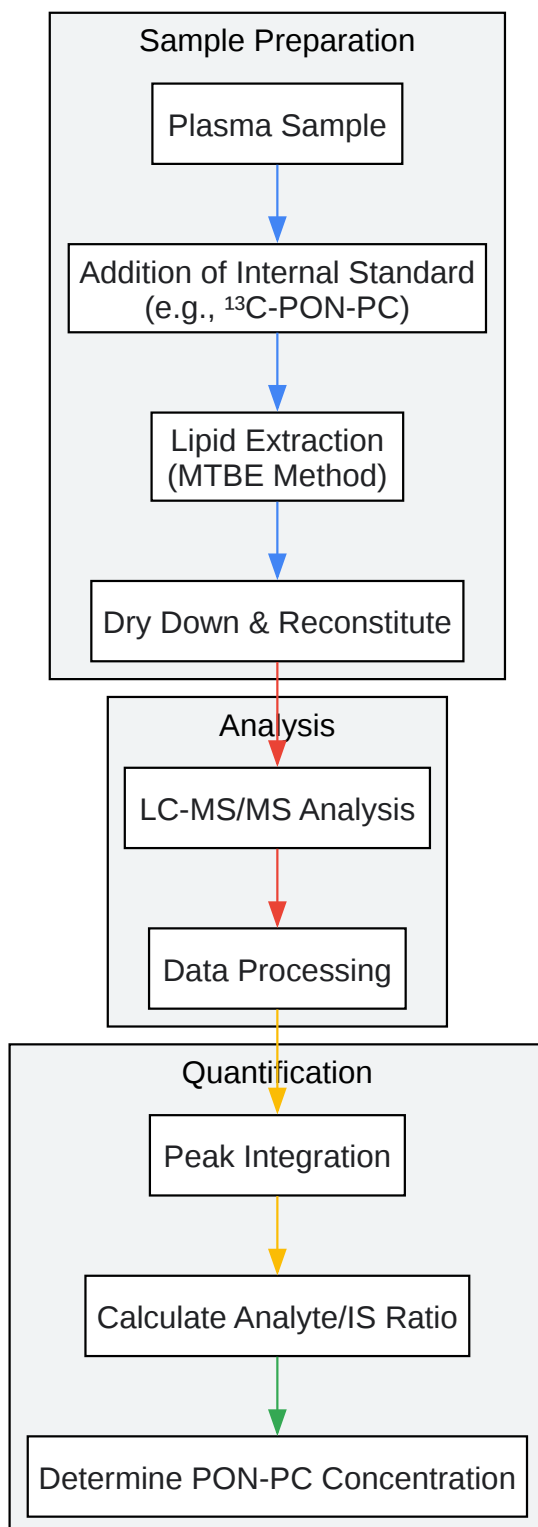 Sample Preparation
Plasma Sample
Addition of Internal Standard
(e.g., ¹³C-PON-PC)
Lipid Extraction
(MTBE Method)
Dry Down & Reconstitute
Analysis
LC-MS/MS Analysis
Data Processing
Quantification
Peak Integration
Calculate Analyte/IS Ratio
Determine PON-PC Concentration